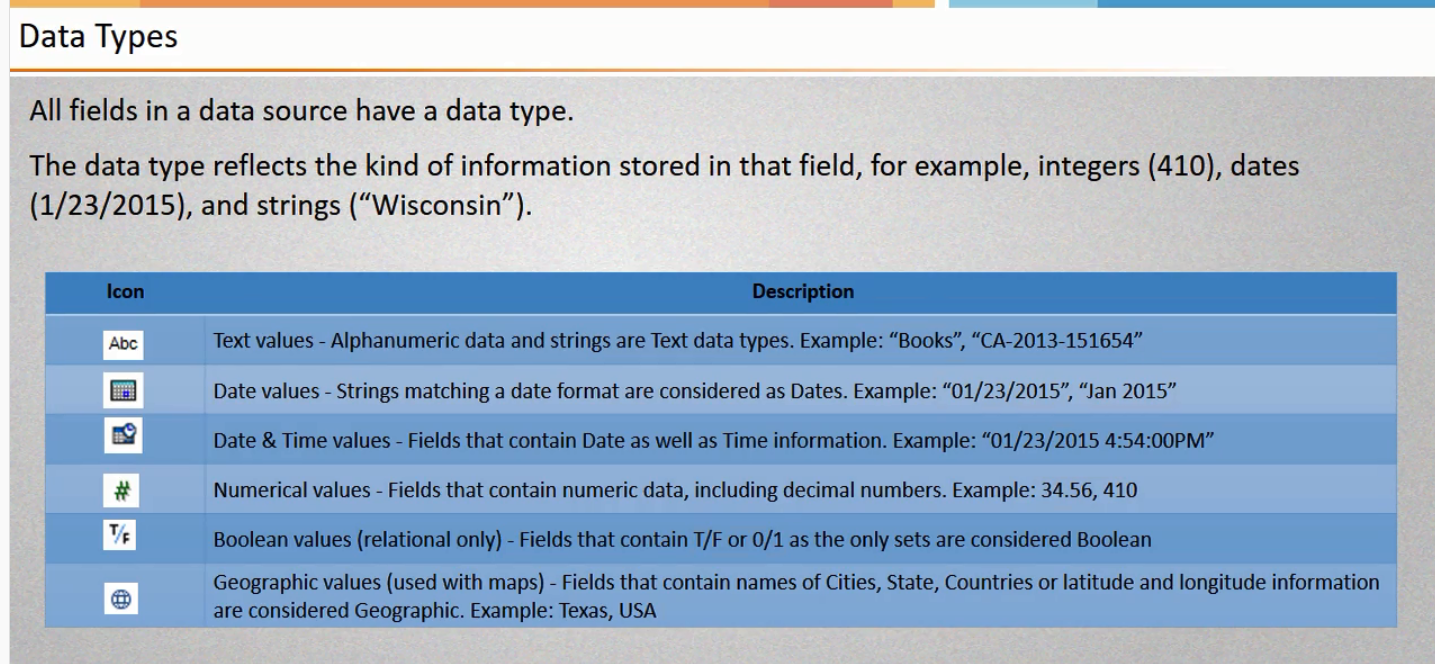 Data Types
All fields in a data source have a data type.
The data type reflects the kind of information stored in that field, for example, integers (410), dates
(1/23/2015), and strings (“Wisconsin”).
Icon Description
Abc Text values - Alphanumeric data and strings are Text data types. Example: “Books”, “CA-2013-151654”
Date values - Strings matching a date format are considered as Dates. Example: “01/23/2015”, “Jan 2015”
Date & Time values - Fields that contain Date as well as Time information. Example: “01/23/2015 4:54:00PM”
# Numerical values - Fields that contain numeric data, including decimal numbers. Example: 34.56, 410
T/F Boolean values (relational only) - Fields that contain T/F or 0/1 as the only sets are considered Boolean
Geographic values (used with maps) - Fields that contain names of Cities, State, Countries or latitude and longitude information
are considered Geographic. Example: Texas, USA